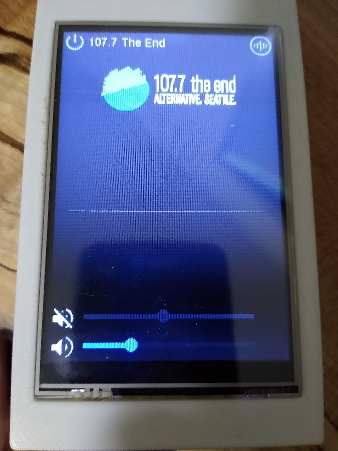 107.7 The End
107.7 the end
ALTERNATIVE. SEATTLE.